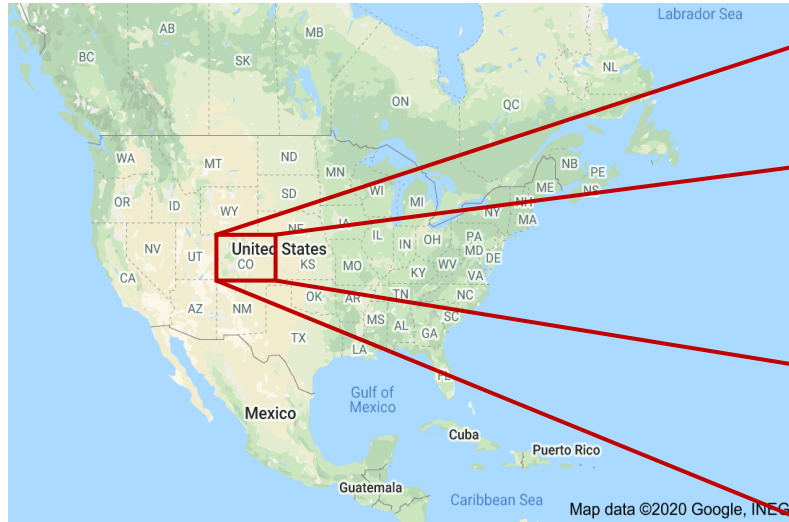 Labrador Sea
AB
MB
BC
SK
NL
ON
QC
WA
MT
ND
MN
NB
PE
NS
OR
ID
WY
SD
WI
MI
ME
NH
NY
MA
NE
IA
NV
UT
United States
CO
KS
MO
IL
IN
OH
PA
MD
DE
WV
VA
KY
CA
AZ
NM
OK
AR
TN
NC
SC
TX
LA
MS
AL
GA
FL
Gulf of
Mexico
Mexico
Cuba
Puerto Rico
Guatemala
Caribbean Sea
Map data ©2020 Google, INEG